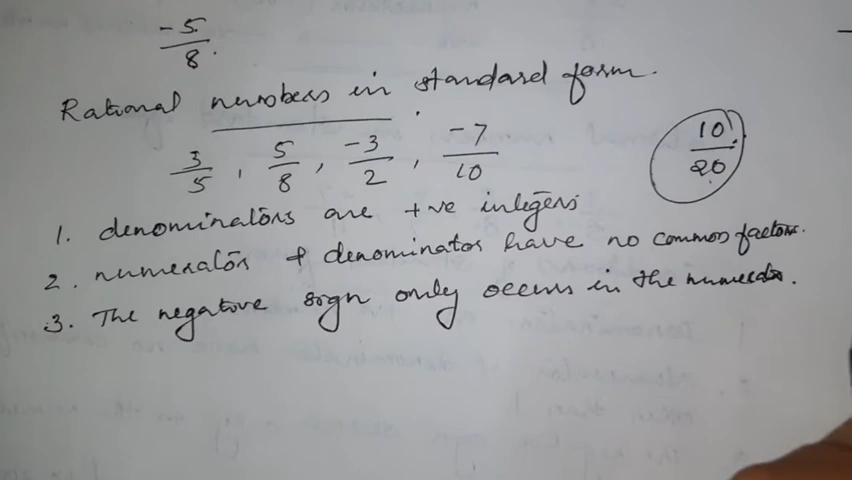 -5/8.
Rational numbers in standard form.
3/5, 5/8, -3/2, -7/10
10/20
1. denominators are +ve integers
2. numerators & denominator have no common factors.
3. The negative sign only occurs in the numerator.